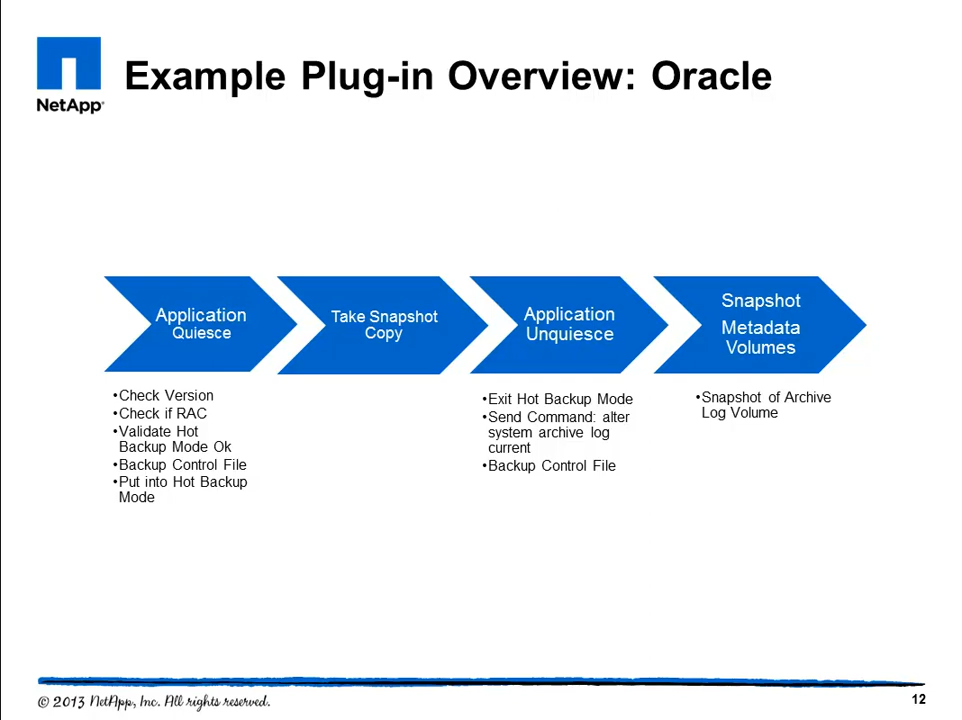 NetApp
Example Plug-in Overview: Oracle
Application
Quiesce
•Check Version
•Check if RAC
•Validate Hot
Backup Mode Ok
•Backup Control File
•Put into Hot Backup
Mode
Take Snapshot
Copy
Application
Unquiesce
•Exit Hot Backup Mode
•Send Command: alter
system archive log
current
•Backup Control File
Snapshot
Metadata
Volumes
•Snapshot of Archive
Log Volume
© 2013 NetApp, Inc. All rights reserved.
12